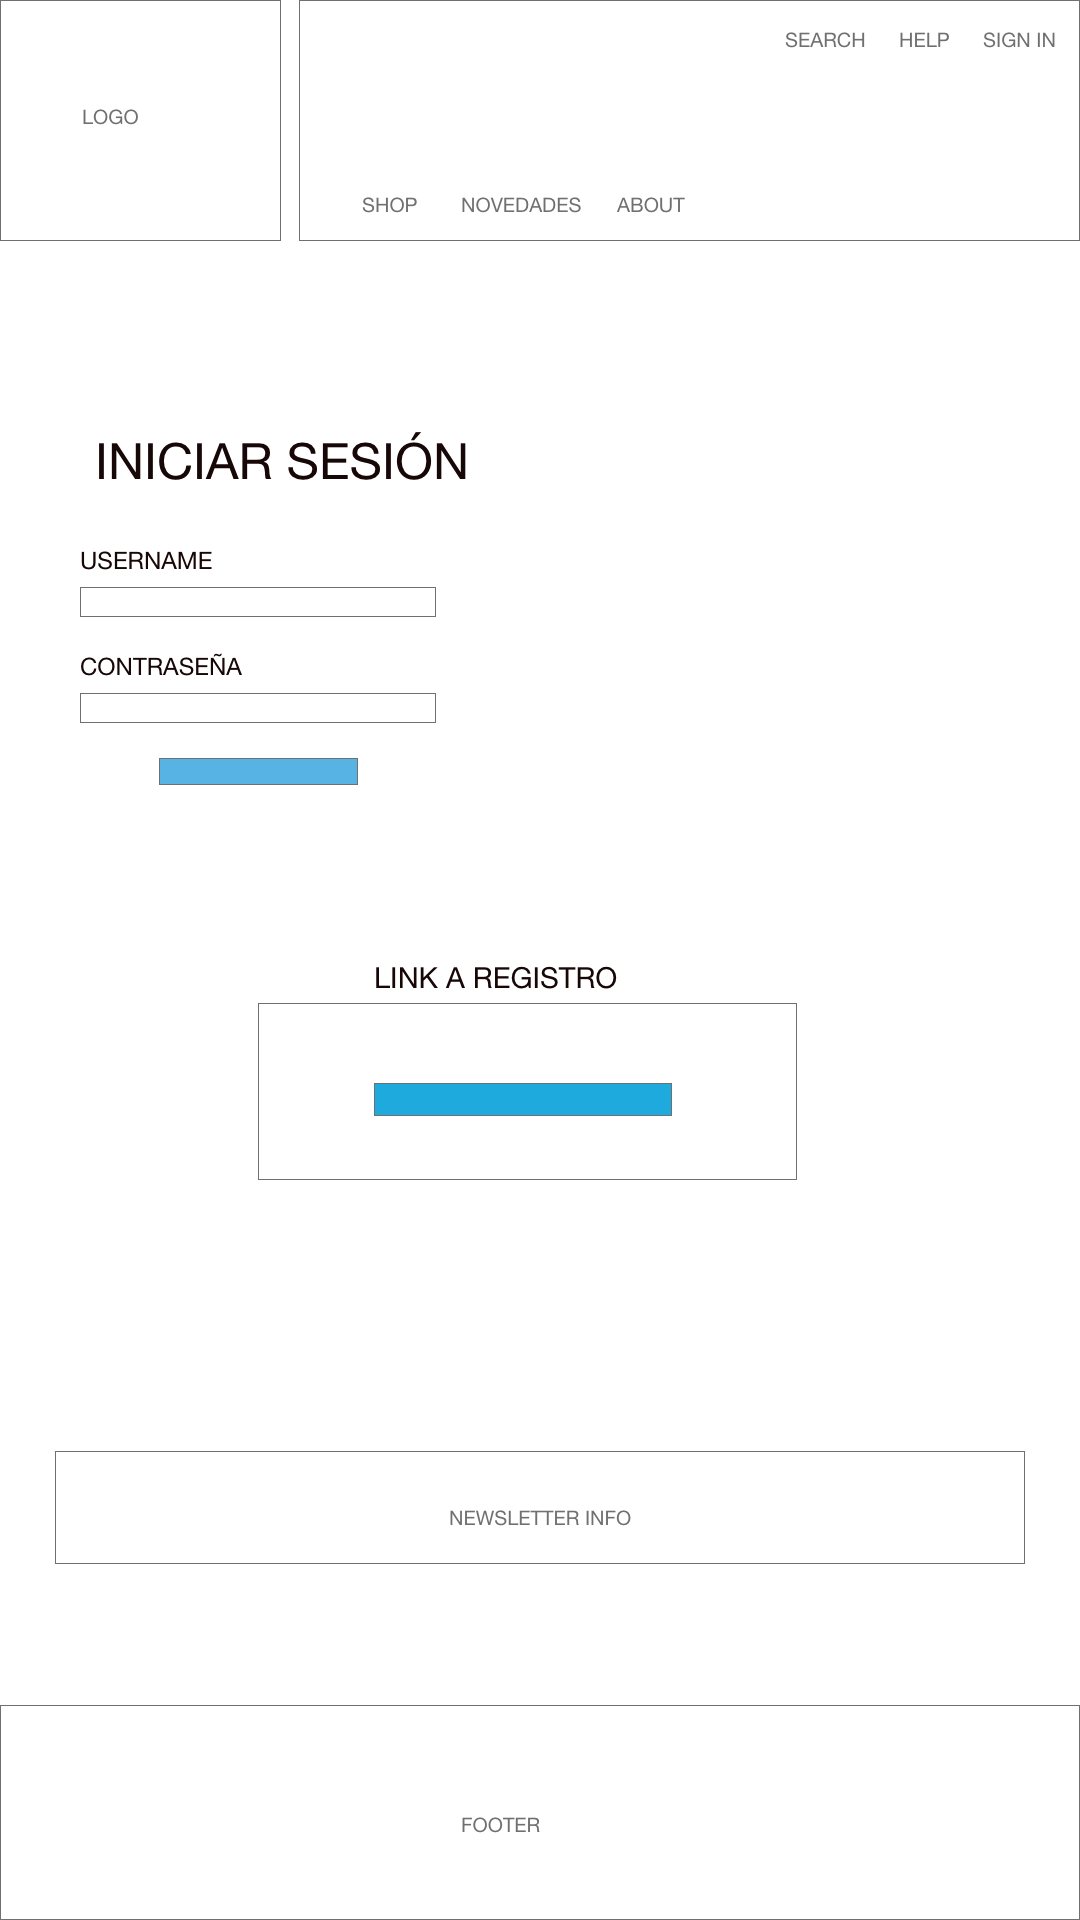 SEARCH HELP SIGN IN
LOGO
SHOP NOVEDADES ABOUT
INICIAR SESIÓN
USERNAME
CONTRASEÑA
LINK A REGISTRO
NEWSLETTER INFO
FOOTER